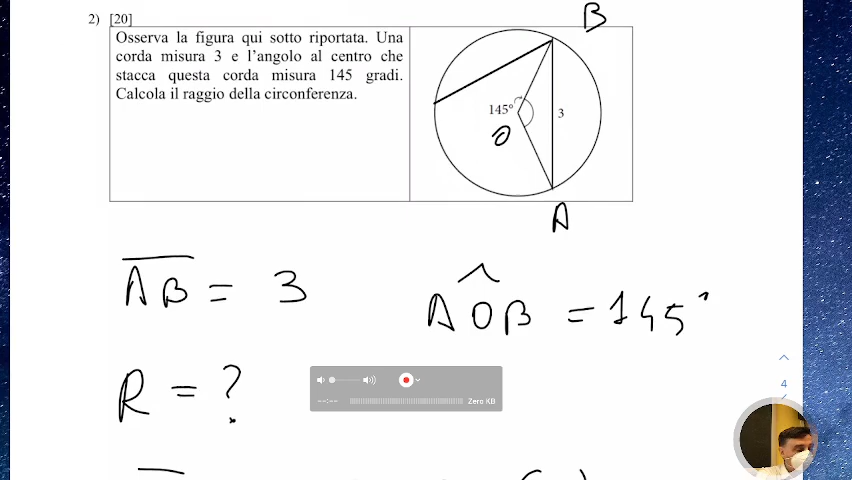 2) [20]
Osserva la figura qui sotto riportata. Una
corda misura 3 e l'angolo al centro che
stacca questa corda misura 145 gradi.
Calcola il raggio della circonferenza.
B
145°
3
O
A
AB = 3
AOB = 145°
R = ?
--:--
Zero KB
4